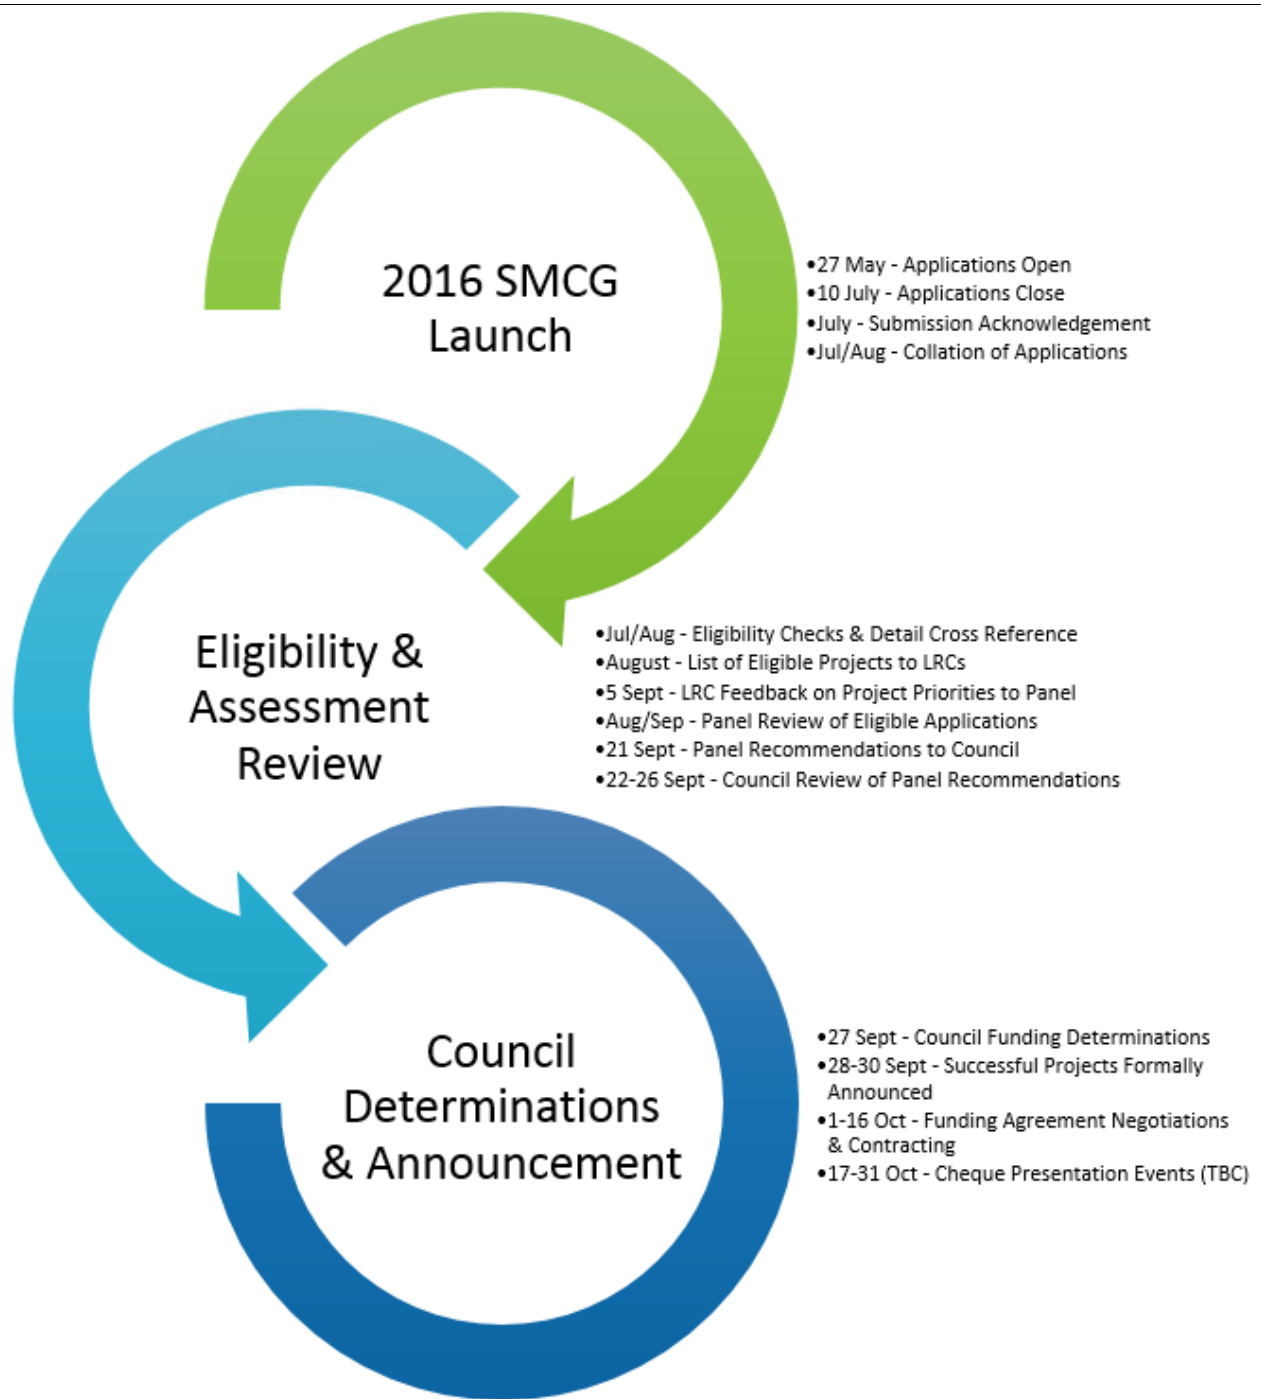 2016 SMCG
Launch
•27 May - Applications Open
•10 July - Applications Close
•July - Submission Acknowledgement
•Jul/Aug - Collation of Applications
Eligibility &
Assessment
Review
•Jul/Aug - Eligibility Checks & Detail Cross Reference
•August - List of Eligible Projects to LRCs
•5 Sept - LRC Feedback on Project Priorities to Panel
•Aug/Sep - Panel Review of Eligible Applications
•21 Sept - Panel Recommendations to Council
•22-26 Sept - Council Review of Panel Recommendations
Council
Determinations
& Announcement
•27 Sept - Council Funding Determinations
•28-30 Sept - Successful Projects Formally
Announced
•1-16 Oct - Funding Agreement Negotiations
& Contracting
•17-31 Oct - Cheque Presentation Events (TBC)